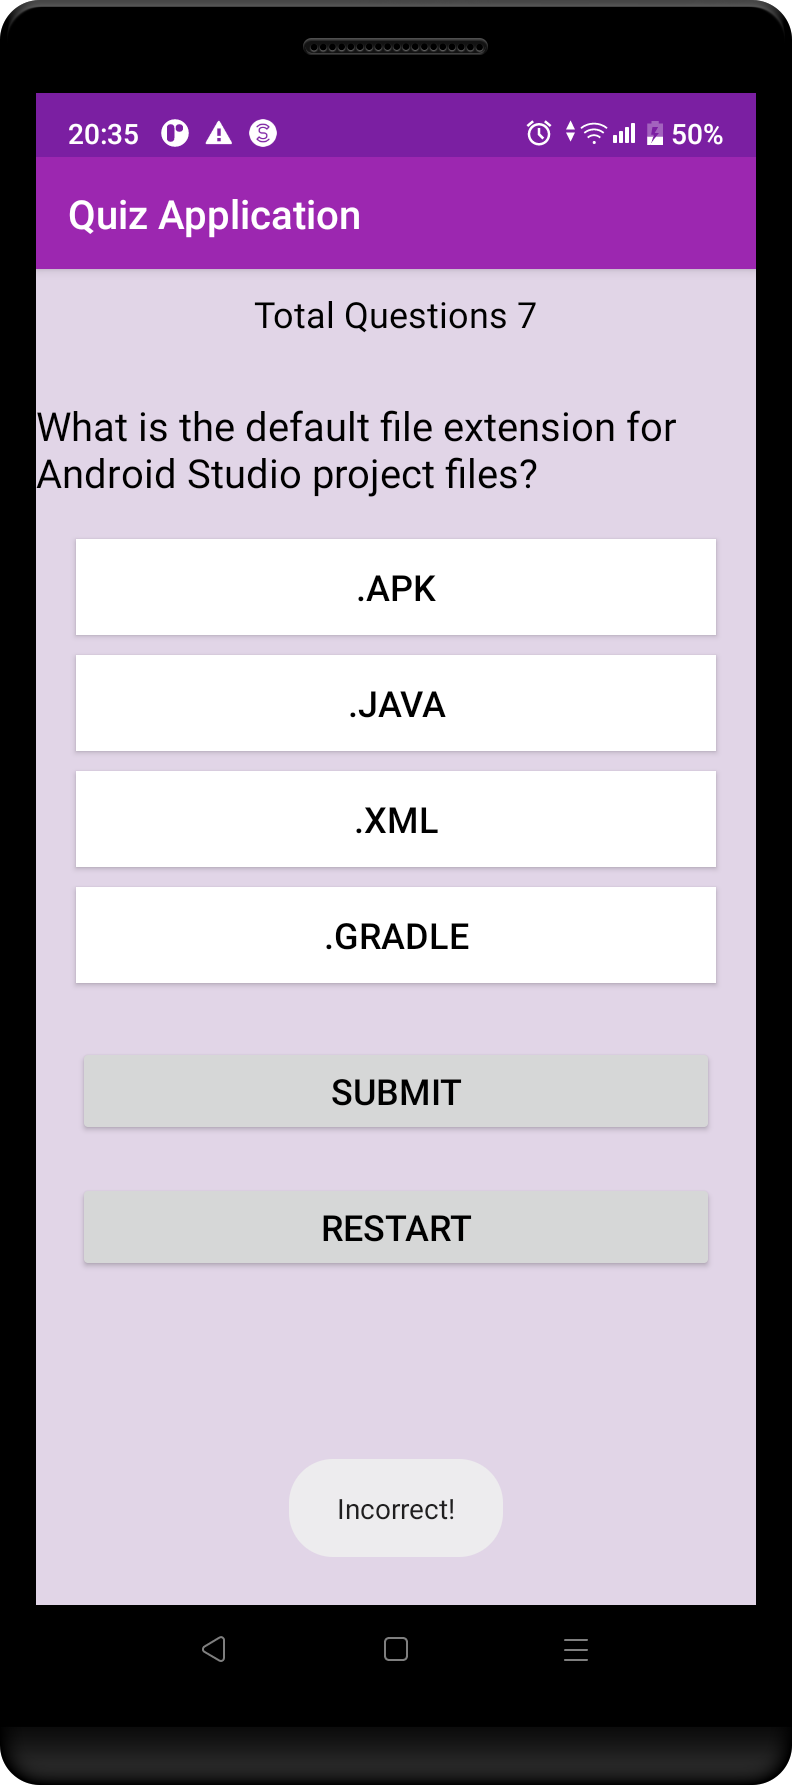 20:35
50%
Quiz Application
Total Questions 7
What is the default file extension for
Android Studio project files?
.APK
.JAVA
.XML
.GRADLE
SUBMIT
RESTART
Incorrect!